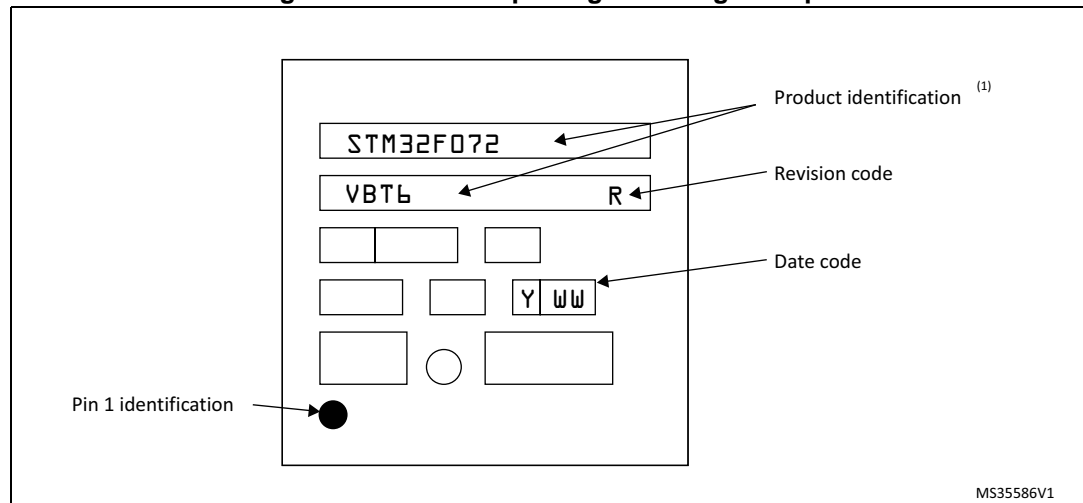 Product identification (1)
STM32F072
VBT6 R
Revision code
Date code
Y WW
Pin 1 identification
MS35586V1